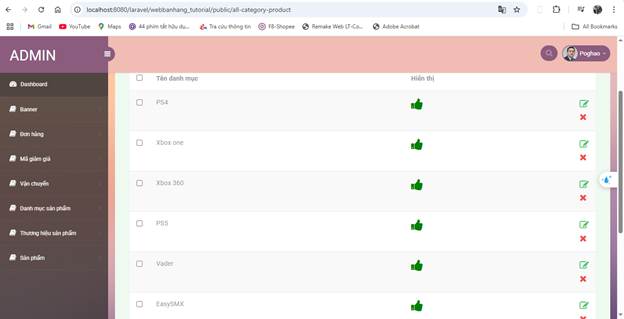 localhost:8080/laravel/webbanhang_tutorial/public/all-category-product
Gmail YouTube Maps 44 phim tắt hữu dụ... Tra cứu thông tin F8-Shopee Remake Web LT-Co... Adobe Acrobat All Bookmarks
ADMIN
Poghao
Dashboard
Banner
Đơn hàng
Mã giảm giá
Vận chuyển
Danh mục sản phẩm
Thương hiệu sản phẩm
Sản phẩm
Tên danh mục Hiển thị
PS4
Xbox one
Xbox 360
PS5
Vader
EasySMX